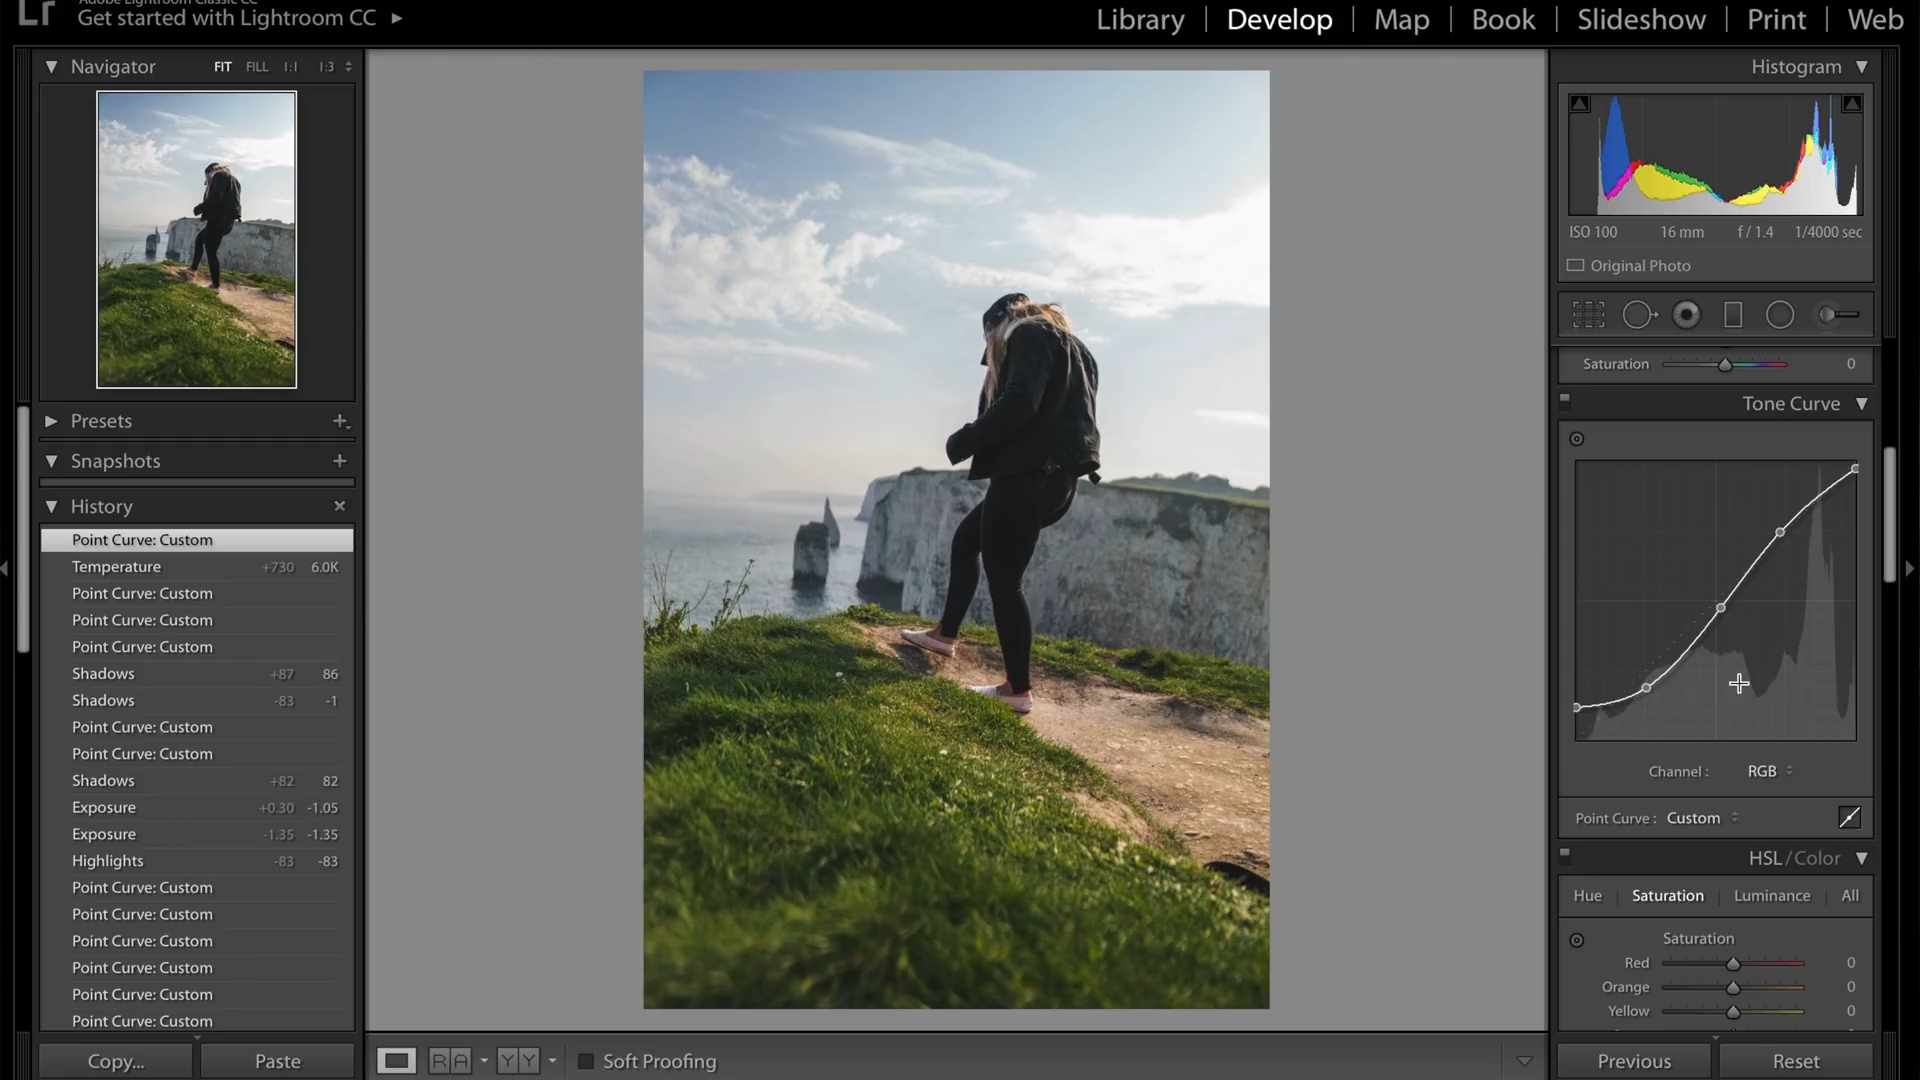 Lr
Adobe Lightroom Classic CC
Get started with Lightroom CC
Library | Develop | Map | Book | Slideshow | Print | Web
Navigator FIT FILL 1:1 1:3
Presets
Snapshots
History
Point Curve: Custom
Temperature +730 6.0K
Point Curve: Custom
Point Curve: Custom
Point Curve: Custom
Shadows +87 86
Shadows -83 -1
Point Curve: Custom
Point Curve: Custom
Shadows +82 82
Exposure +0.30 -1.05
Exposure -1.35 -1.35
Highlights -83 -83
Point Curve: Custom
Point Curve: Custom
Point Curve: Custom
Point Curve: Custom
Point Curve: Custom
Point Curve: Custom
Copy... Paste
R A Y Y Soft Proofing
Histogram
ISO 100 16 mm f / 1.4 1/4000 sec
Original Photo
Saturation 0
Tone Curve
Channel : RGB
Point Curve : Custom
HSL / Color
Hue Saturation Luminance All
Saturation
Red 0
Orange 0
Yellow 0
Previous Reset